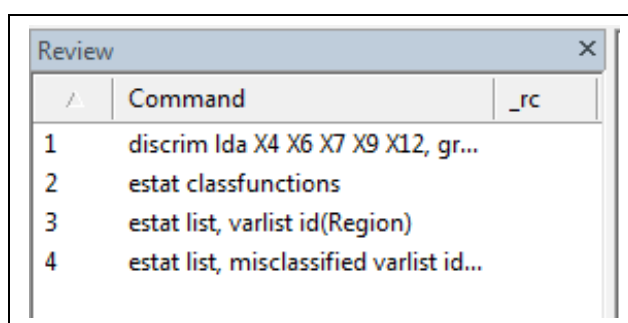 Review
Command _rc
1 discrim lda X4 X6 X7 X9 X12, gr...
2 estat classfunctions
3 estat list, varlist id(Region)
4 estat list, misclassified varlist id...